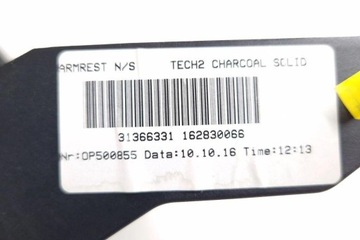 ARMREST N/S TECH2 CHARCOAL SOLID
31366331 162830066
Nr:OP500855 Data:10.10.16 Time:12:13